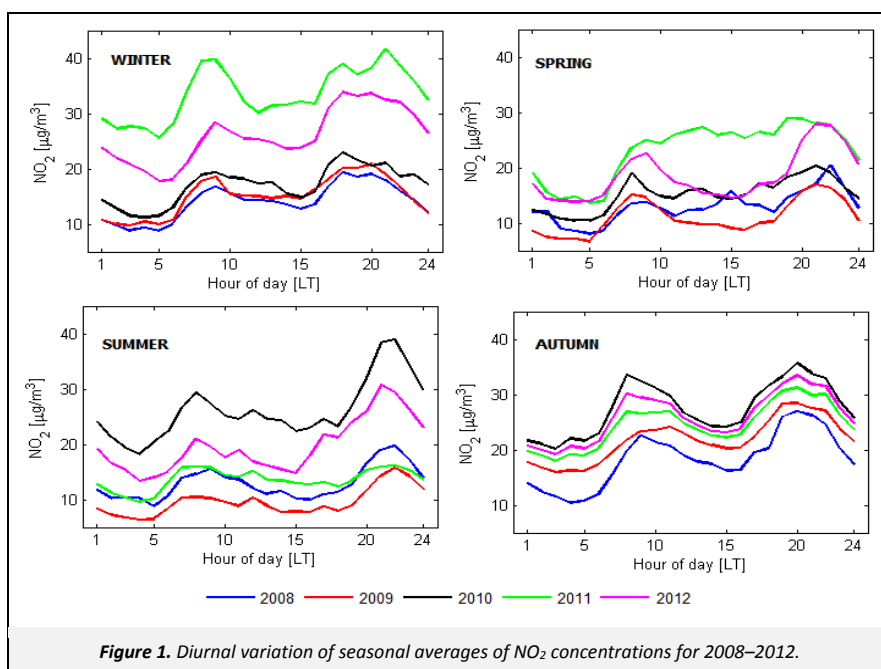 WINTER
NO2 [μg/m³]
40
30
20
10
1 5 10 15 20 24
Hour of day [LT]
SPRING
NO2 [μg/m³]
40
30
20
10
1 5 10 15 20 24
Hour of day [LT]
SUMMER
NO2 [μg/m³]
40
30
20
10
1 5 10 15 20 24
Hour of day [LT]
AUTUMN
NO2 [μg/m³]
40
30
20
10
1 5 10 15 20 24
Hour of day [LT]
2008 2009 2010 2011 2012
Figure 1. Diurnal variation of seasonal averages of NO2 concentrations for 2008–2012.